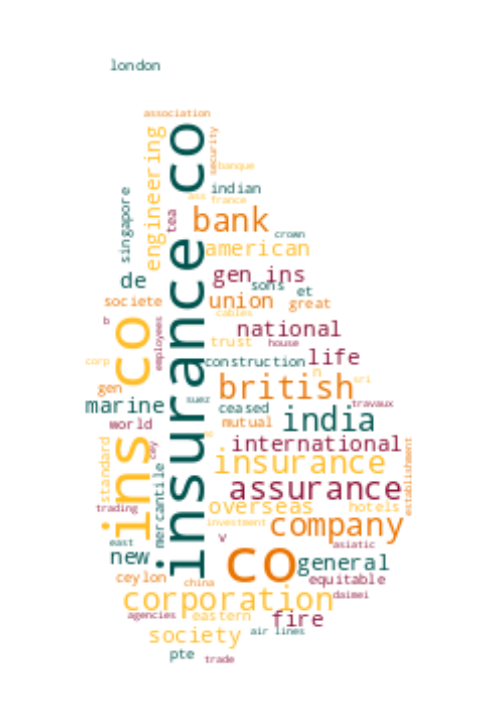 london
association
insurance co
engineering
security
banque
indian
singapore
ass
france
tea
bank
crown
american
gen ins
de
sons
et
societe
union
great
cables
b
ins co
employees
national
trust
house
life
corp
construction
n
gen
british
sri
suez
marine
ceased
travaux
world
mutual
india
international
cey
standard
insurance
establishment
mercantile
assurance
trading
overseas
hotels
investment
company
v
east
asiatic
new
co
general
ceylon
china
equitable
corporation
daimei
agencies
eastern
fire
society
air lines
pte
trade